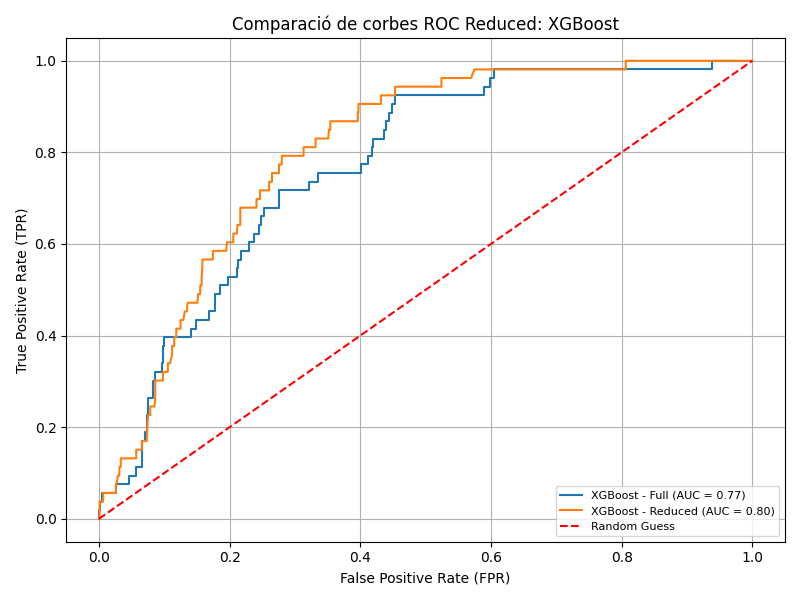 Comparació de corbes ROC Reduced: XGBoost
True Positive Rate (TPR)
1.0
0.8
0.6
0.4
0.2
0.0
0.0 0.2 0.4 0.6 0.8 1.0
False Positive Rate (FPR)
XGBoost - Full (AUC = 0.77)
XGBoost - Reduced (AUC = 0.80)
Random Guess